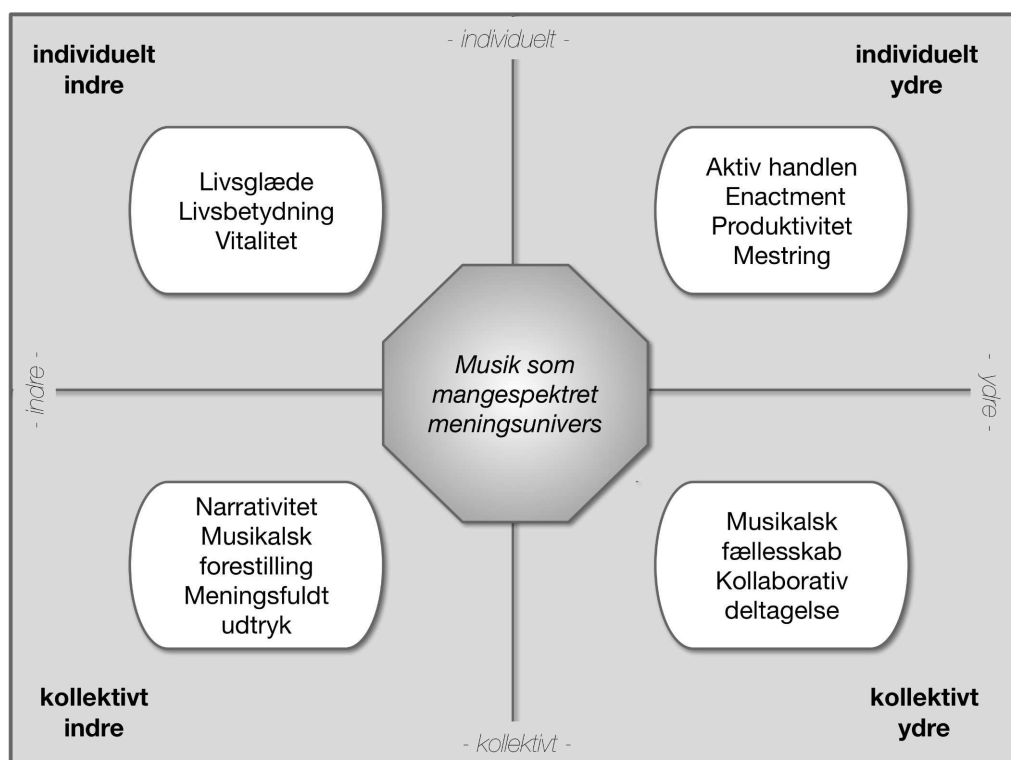 - individuelt -
individuelt
indre
individuelt
ydre
Livsglæde
Livsbetydning
Vitalitet
Aktiv handlen
Enactment
Produktivitet
Mestring
- indre -
Musik som
mangespektret
meningsunivers
- ydre -
Narrativitet
Musikalsk
forestilling
Meningsfuldt
udtryk
Musikalsk
fællesskab
Kollaborativ
deltagelse
kollektivt
indre
kollektivt
ydre
- kollektivt -